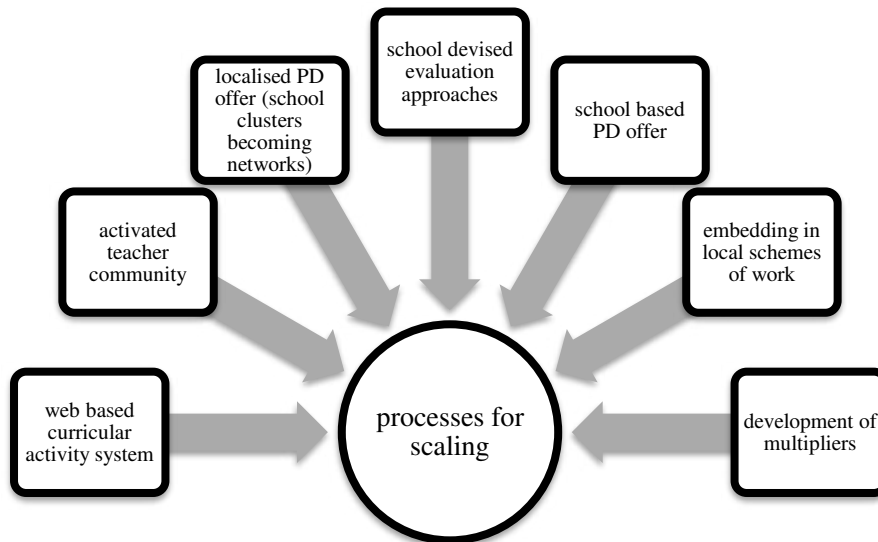 web based
curricular
activity system
activated
teacher
community
localised PD
offer (school
clusters
becoming
networks)
school devised
evaluation
approaches
school based
PD offer
embedding in
local schemes
of work
development of
multipliers
processes for
scaling